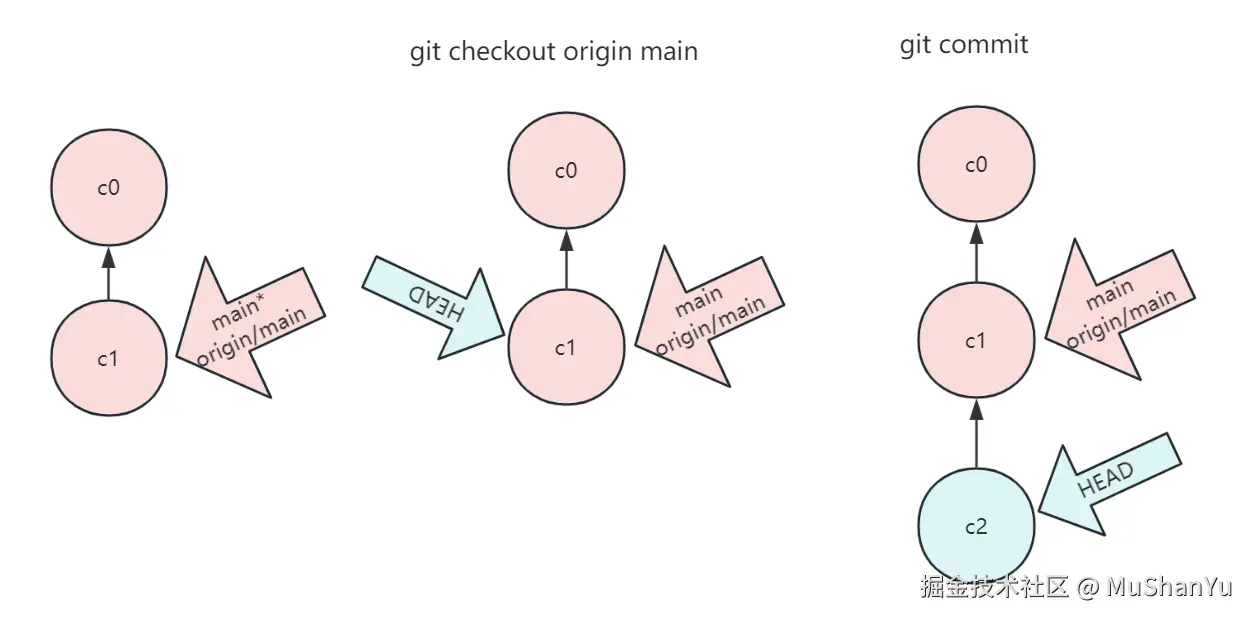 git checkout origin main
git commit
c0
c1
main*
origin/main
c0
HEAD
c1
main
origin/main
c0
c1
main
origin/main
c2
HEAD
掘金技术社区 @ MuShanYu